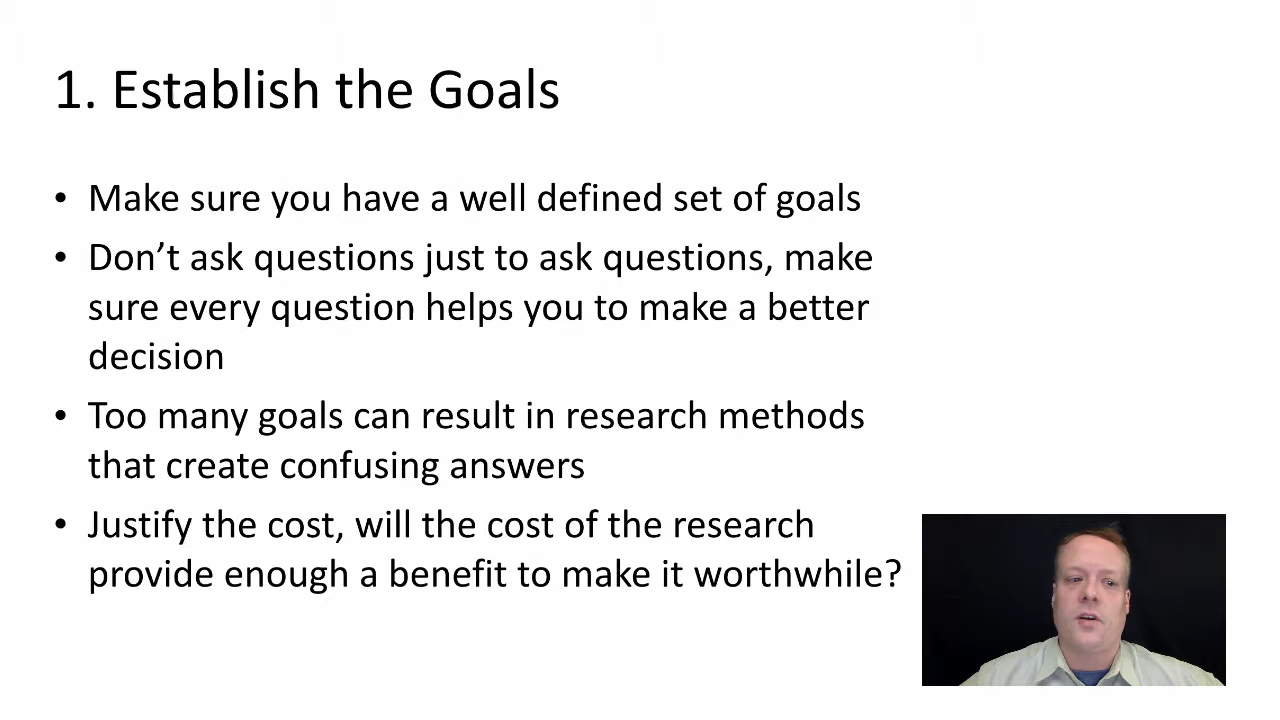 1. Establish the Goals
• Make sure you have a well defined set of goals
• Don’t ask questions just to ask questions, make
sure every question helps you to make a better
decision
• Too many goals can result in research methods
that create confusing answers
• Justify the cost, will the cost of the research
provide enough a benefit to make it worthwhile?